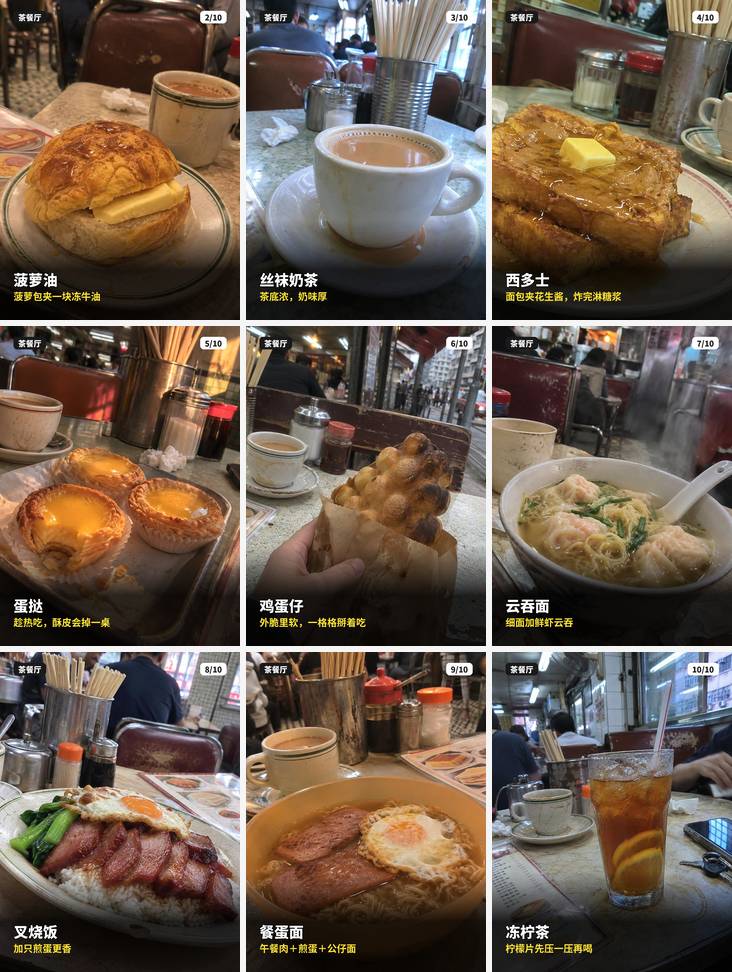 茶餐厅
2/10
菠萝油
菠萝包夹一块冻牛油
茶餐厅
3/10
丝袜奶茶
茶底浓，奶味厚
茶餐厅
4/10
西多士
面包夹花生酱，炸完淋糖浆
茶餐厅
5/10
蛋挞
趁热吃，酥皮会掉一桌
茶餐厅
6/10
鸡蛋仔
外脆里软，一格格掰着吃
茶餐厅
7/10
云吞面
细面加鲜虾云吞
茶餐厅
8/10
叉烧饭
加只煎蛋更香
茶餐厅
9/10
餐蛋面
午餐肉＋煎蛋＋公仔面
茶餐厅
10/10
冻柠茶
柠檬片先压一压再喝